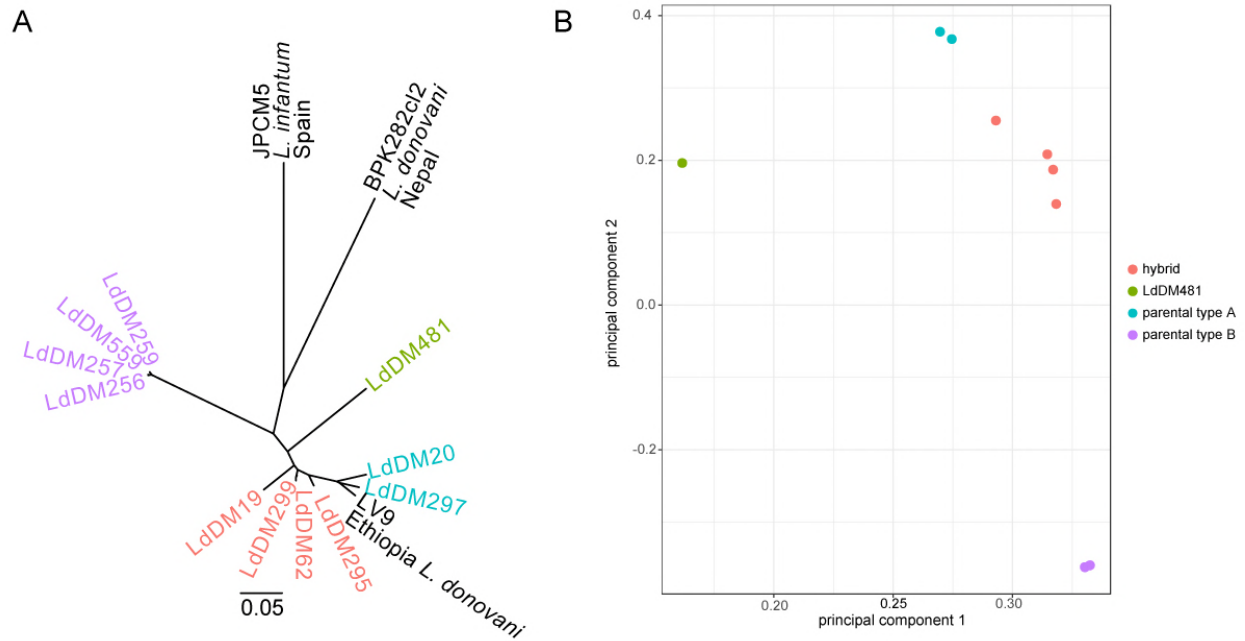 A
JPCM5
L. infantum
Spain
BPK282cl2
L. donovani
Nepal
LdDM259
LdDM559
LdDM257
LdDM256
LdDM481
LdDM20
LdDM297
LV9
Ethiopia L. donovani
LdDM19
LdDM299
LdDM62
LdDM295
0.05
B
0.4
0.2
0.0
-0.2
principal component 2
0.20
0.25
0.30
principal component 1
hybrid
LdDM481
parental type A
parental type B